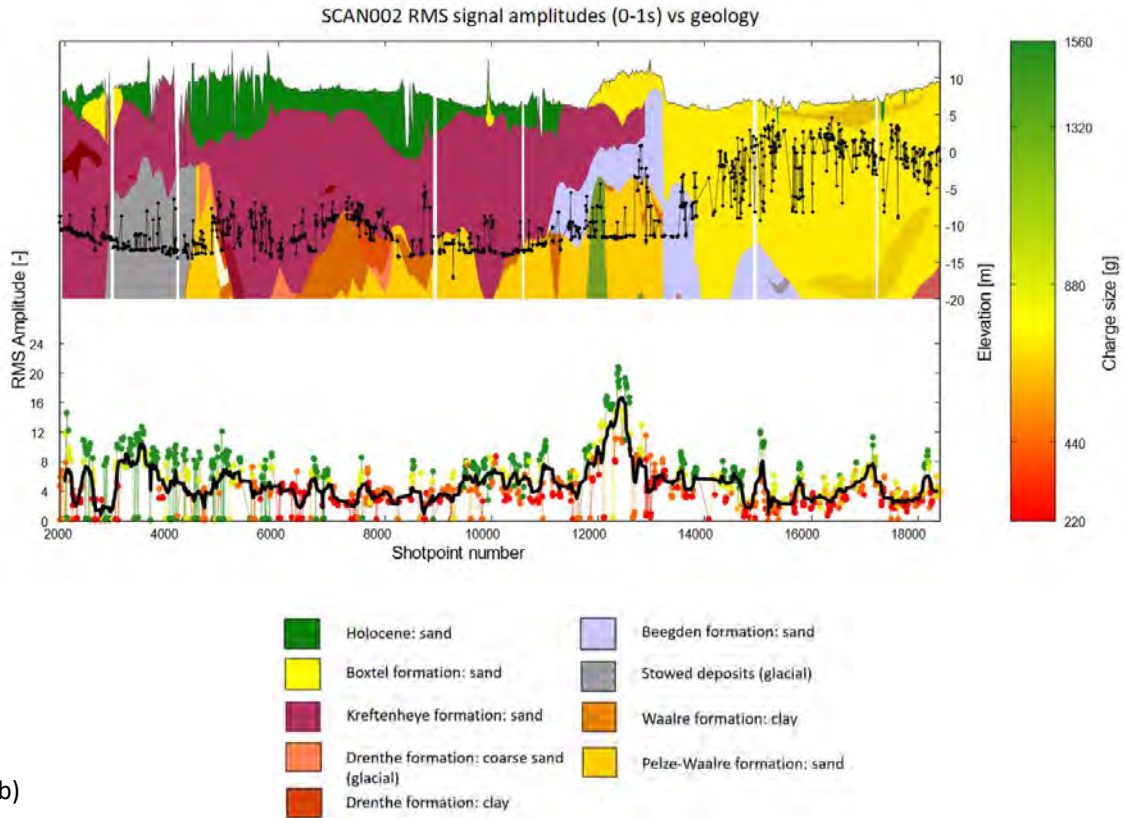 SCAN002 RMS signal amplitudes (0-1s) vs geology
10
5
0
-5
-10
-15
-20
Elevation [m]
1560
1320
880
440
220
Charge size [g]
RMS Amplitude [-]
24
20
16
12
8
4
0
2000 4000 6000 8000 10000 12000 14000 16000 18000
Shotpoint number
Holocene: sand
Boxtel formation: sand
Kreftenheye formation: sand
Drenthe formation: coarse sand
(glacial)
Drenthe formation: clay
Beegden formation: sand
Stowed deposits (glacial)
Waalre formation: clay
Pelze-Waalre formation: sand
b)